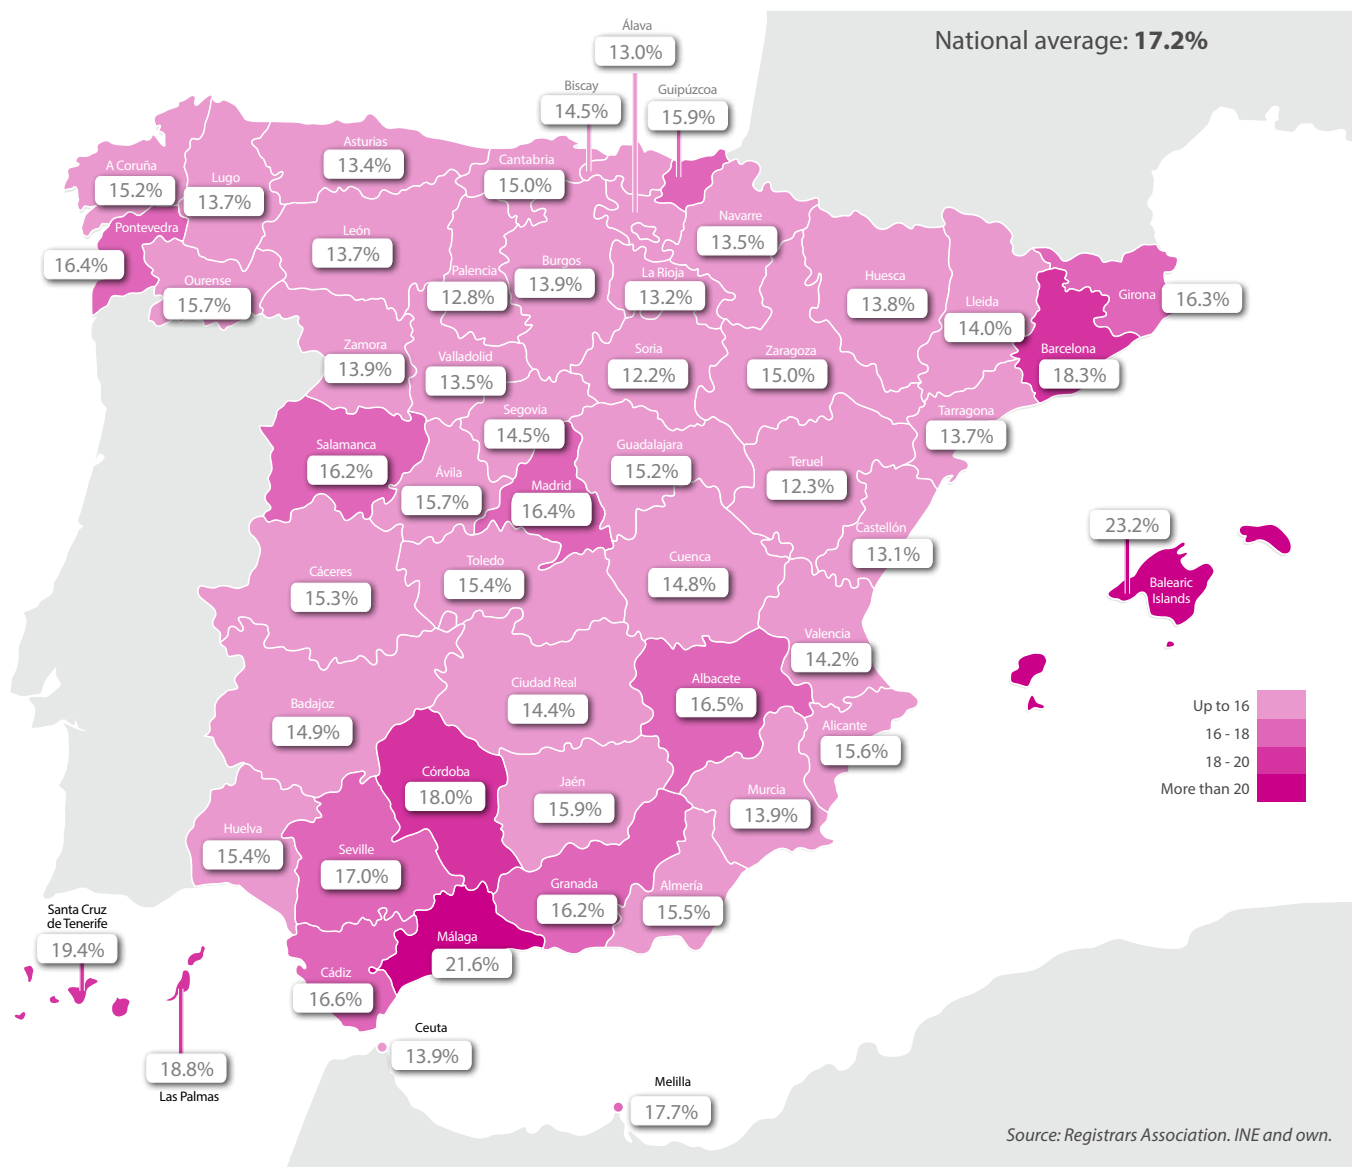 National average: 17.2%
Álava
13.0%
Biscay
14.5%
Guipúzcoa
15.9%
Asturias
13.4%
Cantabria
15.0%
A Coruña
15.2%
Lugo
13.7%
Pontevedra
16.4%
Ourense
15.7%
León
13.7%
Palencia
12.8%
Burgos
13.9%
La Rioja
13.2%
Navarre
13.5%
Huesca
13.8%
Lleida
14.0%
Girona
16.3%
Barcelona
18.3%
Zamora
13.9%
Valladolid
13.5%
Soria
12.2%
Zaragoza
15.0%
Tarragona
13.7%
Segovia
14.5%
Salamanca
16.2%
Ávila
15.7%
Madrid
16.4%
Guadalajara
15.2%
Teruel
12.3%
Castellón
13.1%
23.2%
Balearic
Islands
Cáceres
15.3%
Toledo
15.4%
Cuenca
14.8%
Valencia
14.2%
Badajoz
14.9%
Ciudad Real
14.4%
Albacete
16.5%
Alicante
15.6%
Up to 16
16 - 18
18 - 20
More than 20
Córdoba
18.0%
Jaén
15.9%
Murcia
13.9%
Huelva
15.4%
Seville
17.0%
Granada
16.2%
Almería
15.5%
Málaga
21.6%
Cádiz
16.6%
Santa Cruz
de Tenerife
19.4%
18.8%
Las Palmas
Ceuta
13.9%
Melilla
17.7%
Source: Registrars Association. INE and own.